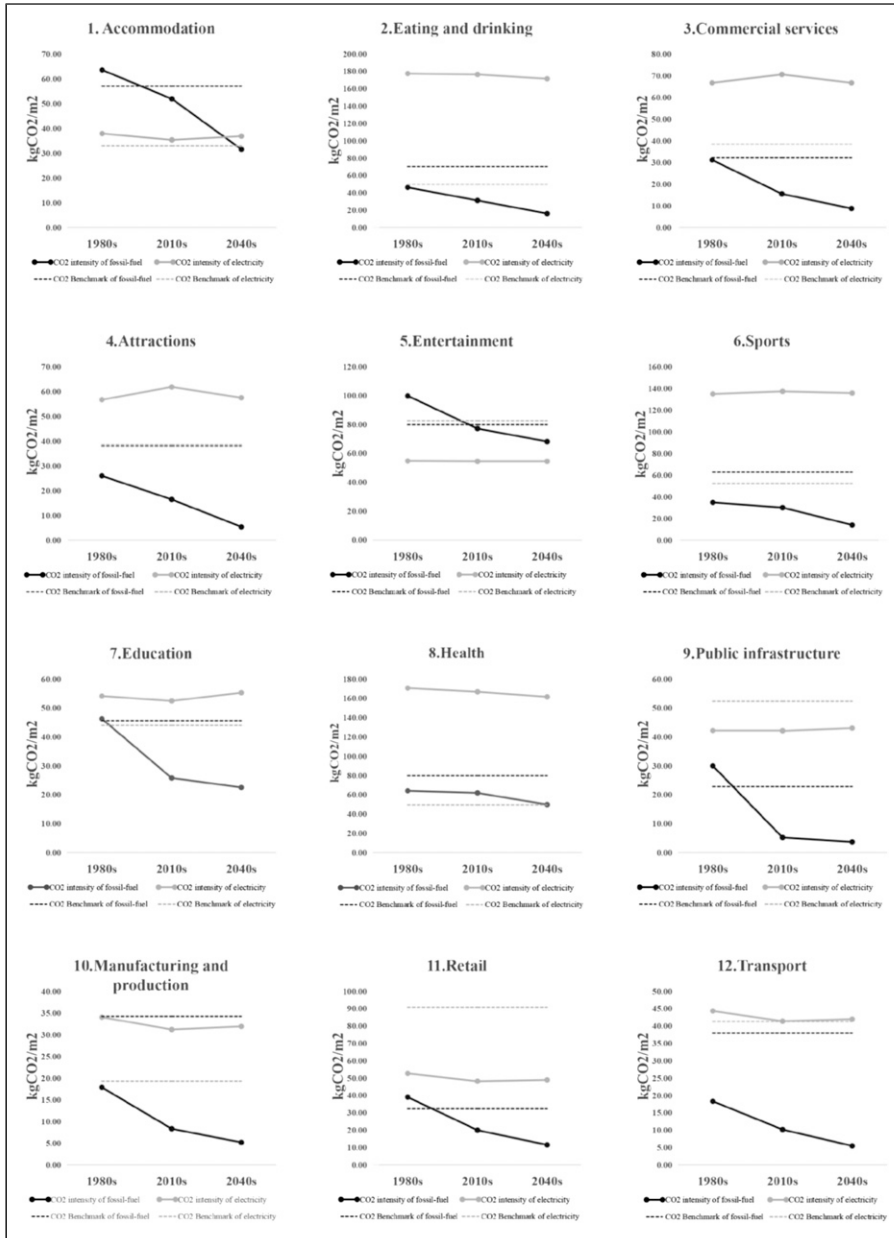 1. Accommodation
70.00
60.00
50.00
40.00
30.00
20.00
10.00
0.00
kgCO2/m2
1980s 2010s 2040s
CO2 intensity of fossil-fuel CO2 intensity of electricity
CO2 Benchmark of fossil-fuel CO2 Benchmark of electricity
2.Eating and drinking
200.00
180.00
160.00
140.00
120.00
100.00
80.00
60.00
40.00
20.00
0.00
kgCO2/m2
1980s 2010s 2040s
CO2 intensity of fossil-fuel CO2 intensity of electricity
CO2 Benchmark of fossil-fuel CO2 Benchmark of electricity
3.Commercial services
80.00
70.00
60.00
50.00
40.00
30.00
20.00
10.00
0.00
kgCO2/m2
1980s 2010s 2040s
CO2 intensity of fossil-fuel CO2 intensity of electricity
CO2 Benchmark of fossil-fuel CO2 Benchmark of electricity
4.Attractions
70.00
60.00
50.00
40.00
30.00
20.00
10.00
0.00
kgCO2/m2
1980s 2010s 2040s
CO2 intensity of fossil-fuel CO2 intensity of electricity
CO2 Benchmark of fossil-fuel CO2 Benchmark of electricity
5.Entertainment
120.00
100.00
80.00
60.00
40.00
20.00
0.00
kgCO2/m2
1980s 2010s 2040s
CO2 intensity of fossil-fuel CO2 intensity of electricity
CO2 Benchmark of fossil-fuel CO2 Benchmark of electricity
6.Sports
160.00
140.00
120.00
100.00
80.00
60.00
40.00
20.00
0.00
kgCO2/m2
1980s 2010s 2040s
CO2 intensity of fossil-fuel CO2 intensity of electricity
CO2 Benchmark of fossil-fuel CO2 Benchmark of electricity
7.Education
60.00
50.00
40.00
30.00
20.00
10.00
0.00
kgCO2/m2
1980s 2010s 2040s
CO2 intensity of fossil-fuel CO2 intensity of electricity
CO2 Benchmark of fossil-fuel CO2 Benchmark of electricity
8.Health
180.00
160.00
140.00
120.00
100.00
80.00
60.00
40.00
20.00
0.00
kgCO2/m2
1980s 2010s 2040s
CO2 intensity of fossil-fuel CO2 intensity of electricity
CO2 Benchmark of fossil-fuel CO2 Benchmark of electricity
9.Public infrastructure
60.00
50.00
40.00
30.00
20.00
10.00
0.00
kgCO2/m2
1980s 2010s 2040s
CO2 intensity of fossil-fuel CO2 intensity of electricity
CO2 Benchmark of fossil-fuel CO2 Benchmark of electricity
10.Manufacturing and
production
40.00
35.00
30.00
25.00
20.00
15.00
10.00
5.00
0.00
kgCO2/m2
1980s 2010s 2040s
CO2 intensity of fossil-fuel CO2 intensity of electricity
CO2 Benchmark of fossil-fuel CO2 Benchmark of electricity
11.Retail
100.00
90.00
80.00
70.00
60.00
50.00
40.00
30.00
20.00
10.00
0.00
kgCO2/m2
1980s 2010s 2040s
CO2 intensity of fossil-fuel CO2 intensity of electricity
CO2 Benchmark of fossil-fuel CO2 Benchmark of electricity
12.Transport
50.00
45.00
40.00
35.00
30.00
25.00
20.00
15.00
10.00
5.00
0.00
kgCO2/m2
1980s 2010s 2040s
CO2 intensity of fossil-fuel CO2 intensity of electricity
CO2 Benchmark of fossil-fuel CO2 Benchmark of electricity